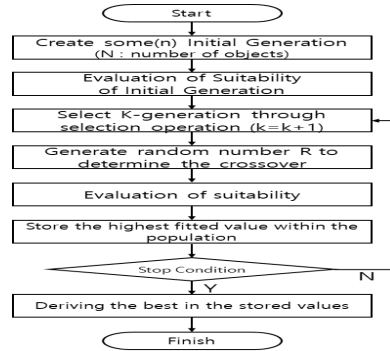 Start
Create some(n) Initial Generation
(N : number of objects)
Evaluation of Suitability
of Initial Generation
Select K-generation through
selection operation (k=k+1)
Generate random number R to
determine the crossover
Evaluation of suitability
Store the highest fitted value within the
population
Stop Condition
N
Y
Deriving the best in the stored values
Finish